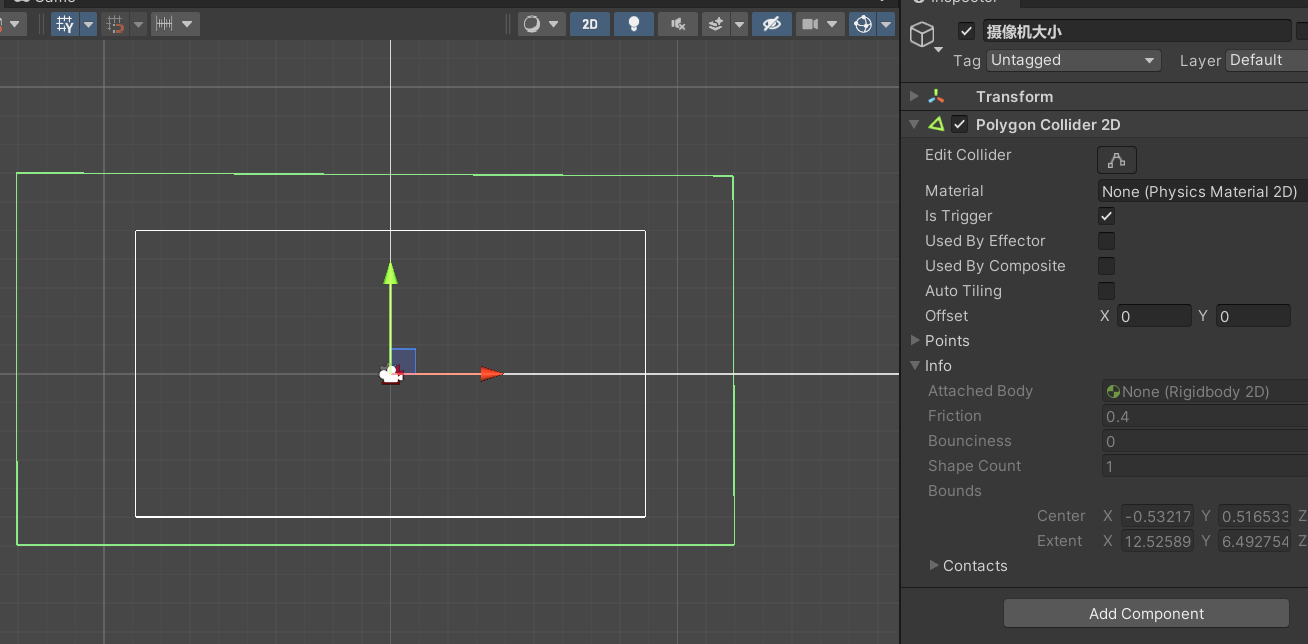 2D
摄像机大小
Tag Untagged Layer Default
Transform
Polygon Collider 2D
Edit Collider
Material None (Physics Material 2D)
Is Trigger
Used By Effector
Used By Composite
Auto Tiling
Offset X 0 Y 0
Points
Info
Attached Body None (Rigidbody 2D)
Friction 0.4
Bounciness 0
Shape Count 1
Bounds
Center X -0.53217 Y 0.516533 Z
Extent X 12.52589 Y 6.492754 Z
Contacts
Add Component